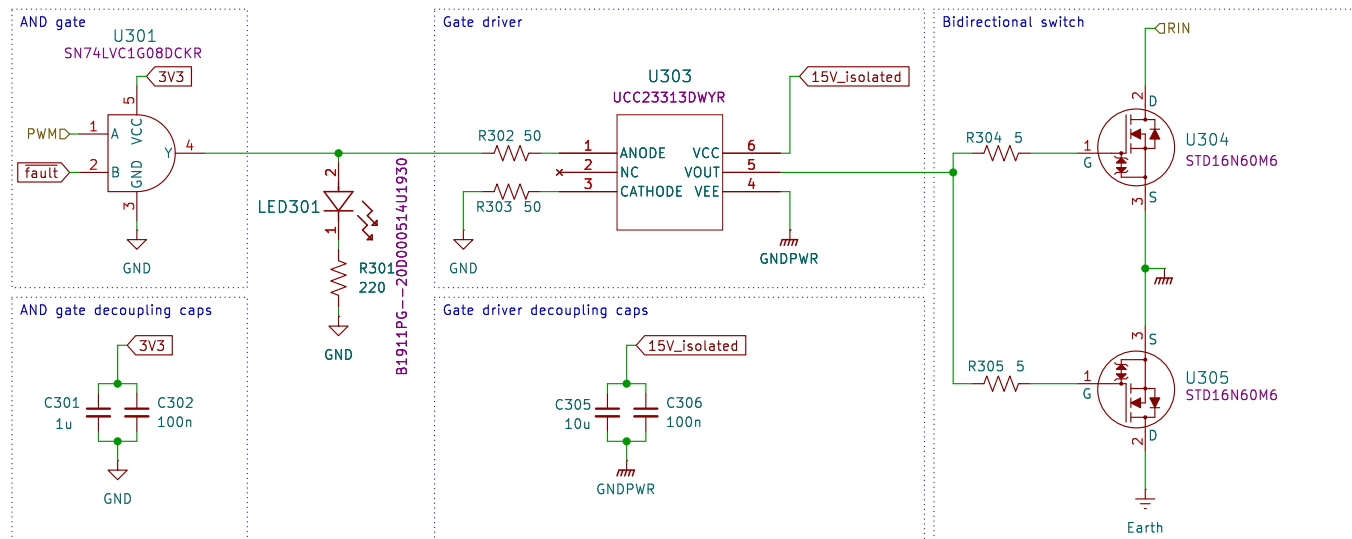 AND gate
U301
SN74LVC1G08DCKR
3V3
5
VCC
PWM
1
A
Y
4
fault
2
B
GND
3
GND
2
LED301
1
B1911PG--20D000514U1930
R301
220
GND
Gate driver
U303
UCC23313DWYR
15V_isolated
R302 50
1
ANODE
VCC
6
2
NC
VOUT
5
3
CATHODE
VEE
4
R303 50
GND
GNDPWR
Bidirectional switch
RIN
2
D
R304 5
1
G
U304
STD16N60M6
3
S
3
S
R305 5
1
G
U305
STD16N60M6
2
D
Earth
AND gate decoupling caps
3V3
C301
1u
C302
100n
GND
Gate driver decoupling caps
15V_isolated
C305
10u
C306
100n
GNDPWR